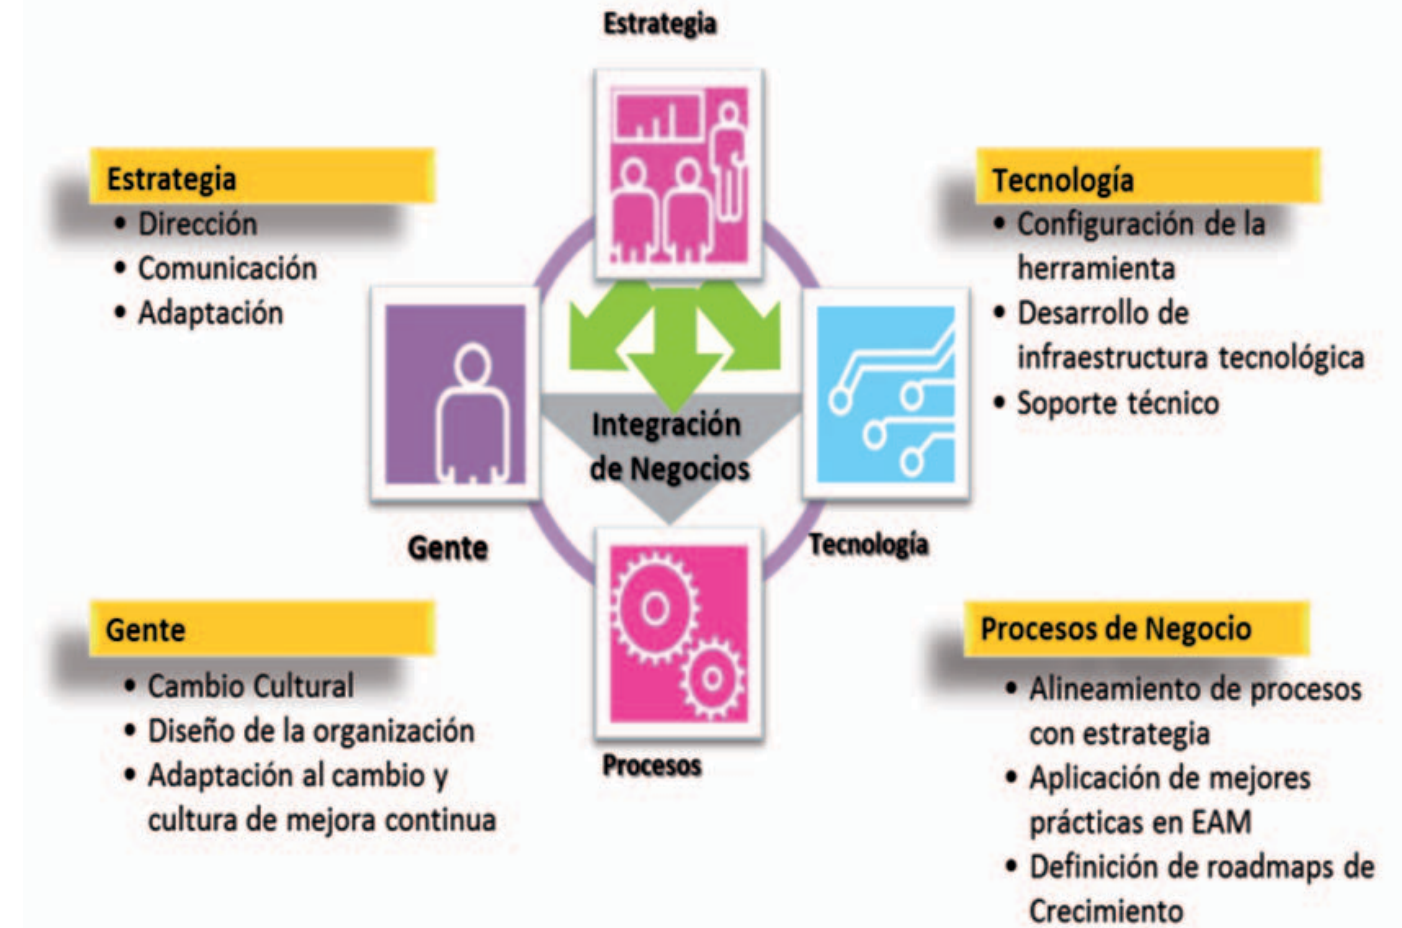 Estrategia
Estrategia
• Dirección
• Comunicación
• Adaptación
Tecnología
• Configuración de la
herramienta
• Desarrollo de
infraestructura tecnológica
• Soporte técnico
Integración
de Negocios
Gente
Tecnología
Gente
• Cambio Cultural
• Diseño de la organización
• Adaptación al cambio y
cultura de mejora continua
Procesos
Procesos de Negocio
• Alineamiento de procesos
con estrategia
• Aplicación de mejores
prácticas en EAM
• Definición de roadmaps de
Crecimiento